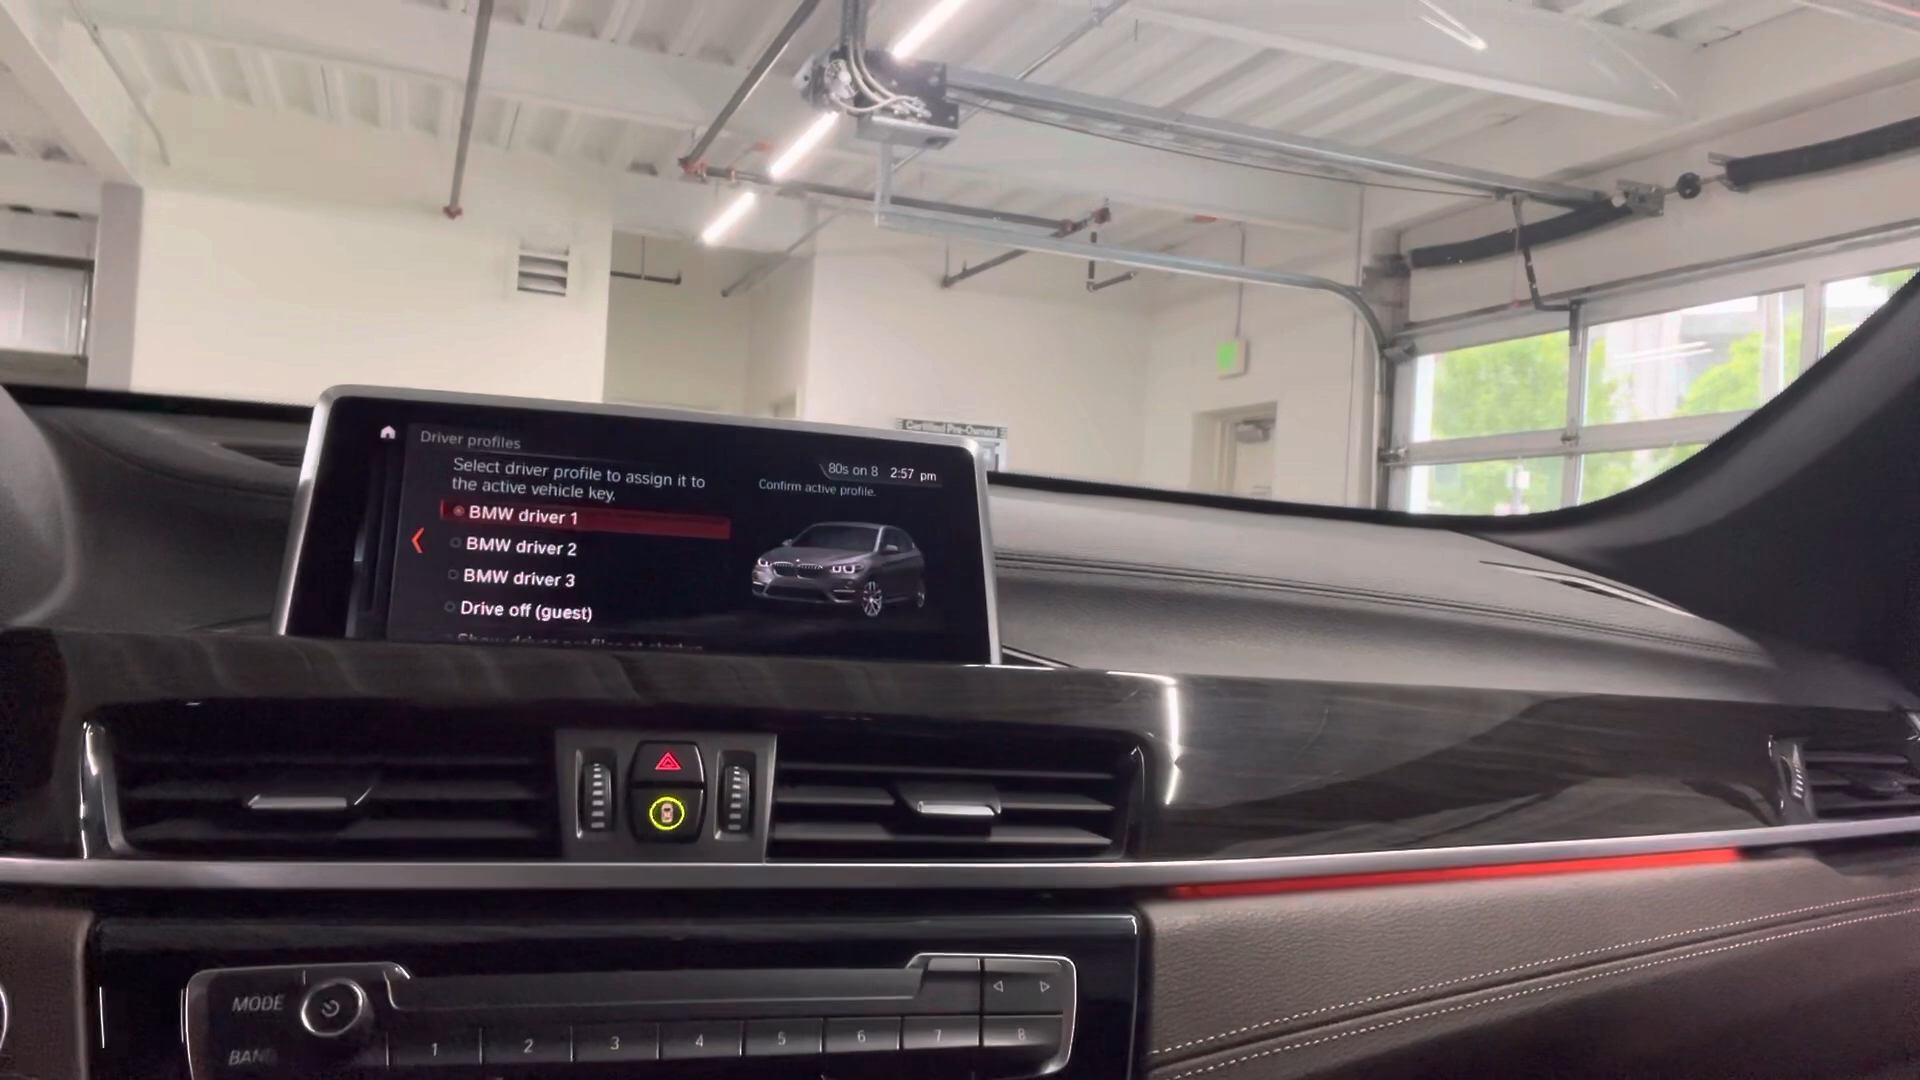 Certified Pre-Owned
Driver profiles
80s on 8 2:57 pm
Select driver profile to assign it to
the active vehicle key.
Confirm active profile.
BMW driver 1
BMW driver 2
BMW driver 3
Drive off (guest)
MODE
BAND
1 2 3 4 5 6 7 8